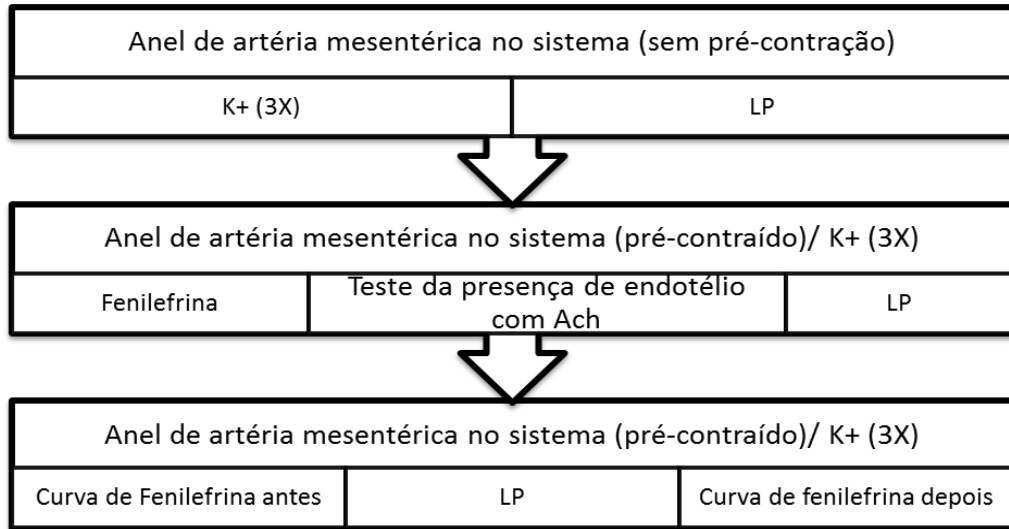 Anel de artéria mesentérica no sistema (sem pré-contração)
K+ (3X)
LP
Anel de artéria mesentérica no sistema (pré-contraído)/ K+ (3X)
Fenilefrina
Teste da presença de endotélio
com Ach
LP
Anel de artéria mesentérica no sistema (pré-contraído)/ K+ (3X)
Curva de Fenilefrina antes
LP
Curva de fenilefrina depois